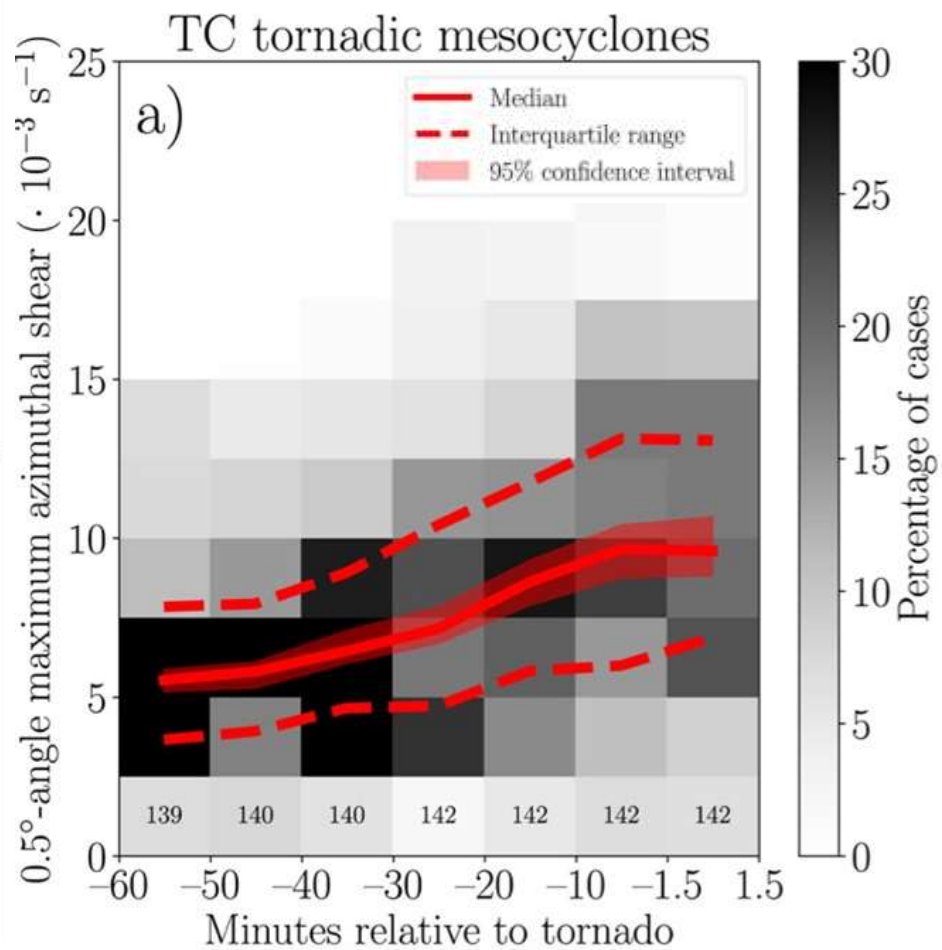 TC tornadic mesocyclones
a)
Median
Interquartile range
95% confidence interval
0.5°-angle maximum azimuthal shear (· 10⁻³ s⁻¹)
25
20
15
10
5
0
139 140 140 142 142 142 142
−60 −50 −40 −30 −20 −10 −1.5 1.5
Minutes relative to tornado
30
25
20
15
10
5
0
Percentage of cases